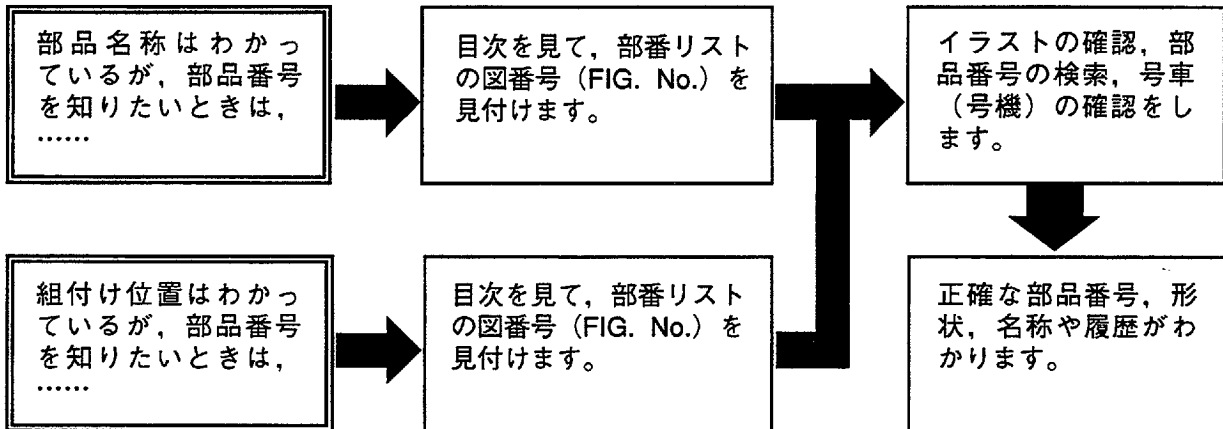 部品名称はわかっ
ているが，部品番号
を知りたいときは，
……
目次を見て，部番リスト
の図番号（FIG. No.）を
見付けます。
イラストの確認，部
品番号の検索，号車
（号機）の確認をし
ます。
組付け位置はわかっ
ているが，部品番号
を知りたいときは，
……
目次を見て，部番リスト
の図番号（FIG. No.）を
見付けます。
正確な部品番号，形
状，名称や履歴がわ
かります。